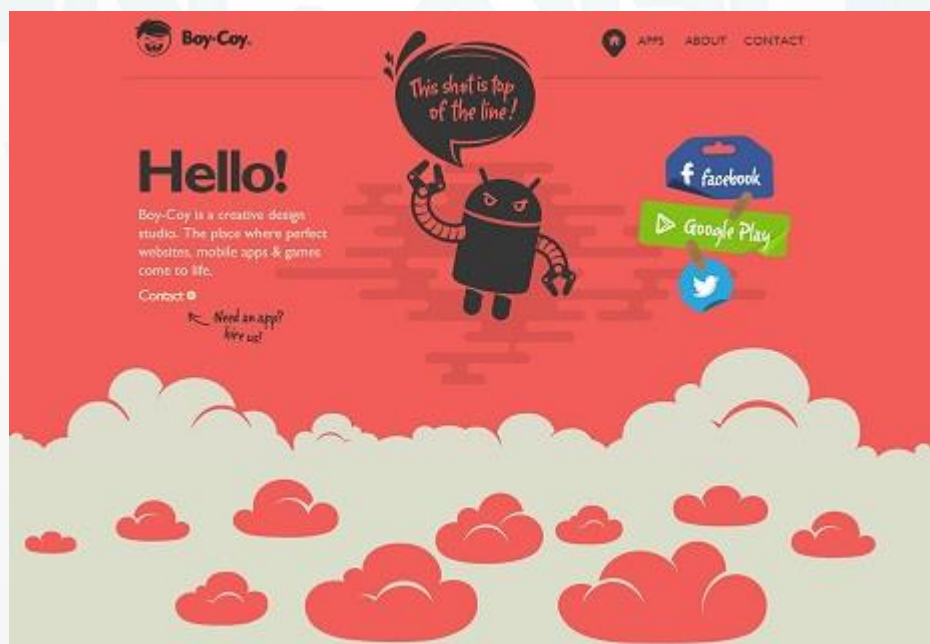 Boy-Coy.
APPS ABOUT CONTACT
This shot is top
of the line!
Hello!
Boy-Coy is a creative design
studio. The place where perfect
websites, mobile apps & games
come to life.
Contact
Need an app?
hire us!
facebook
Google Play